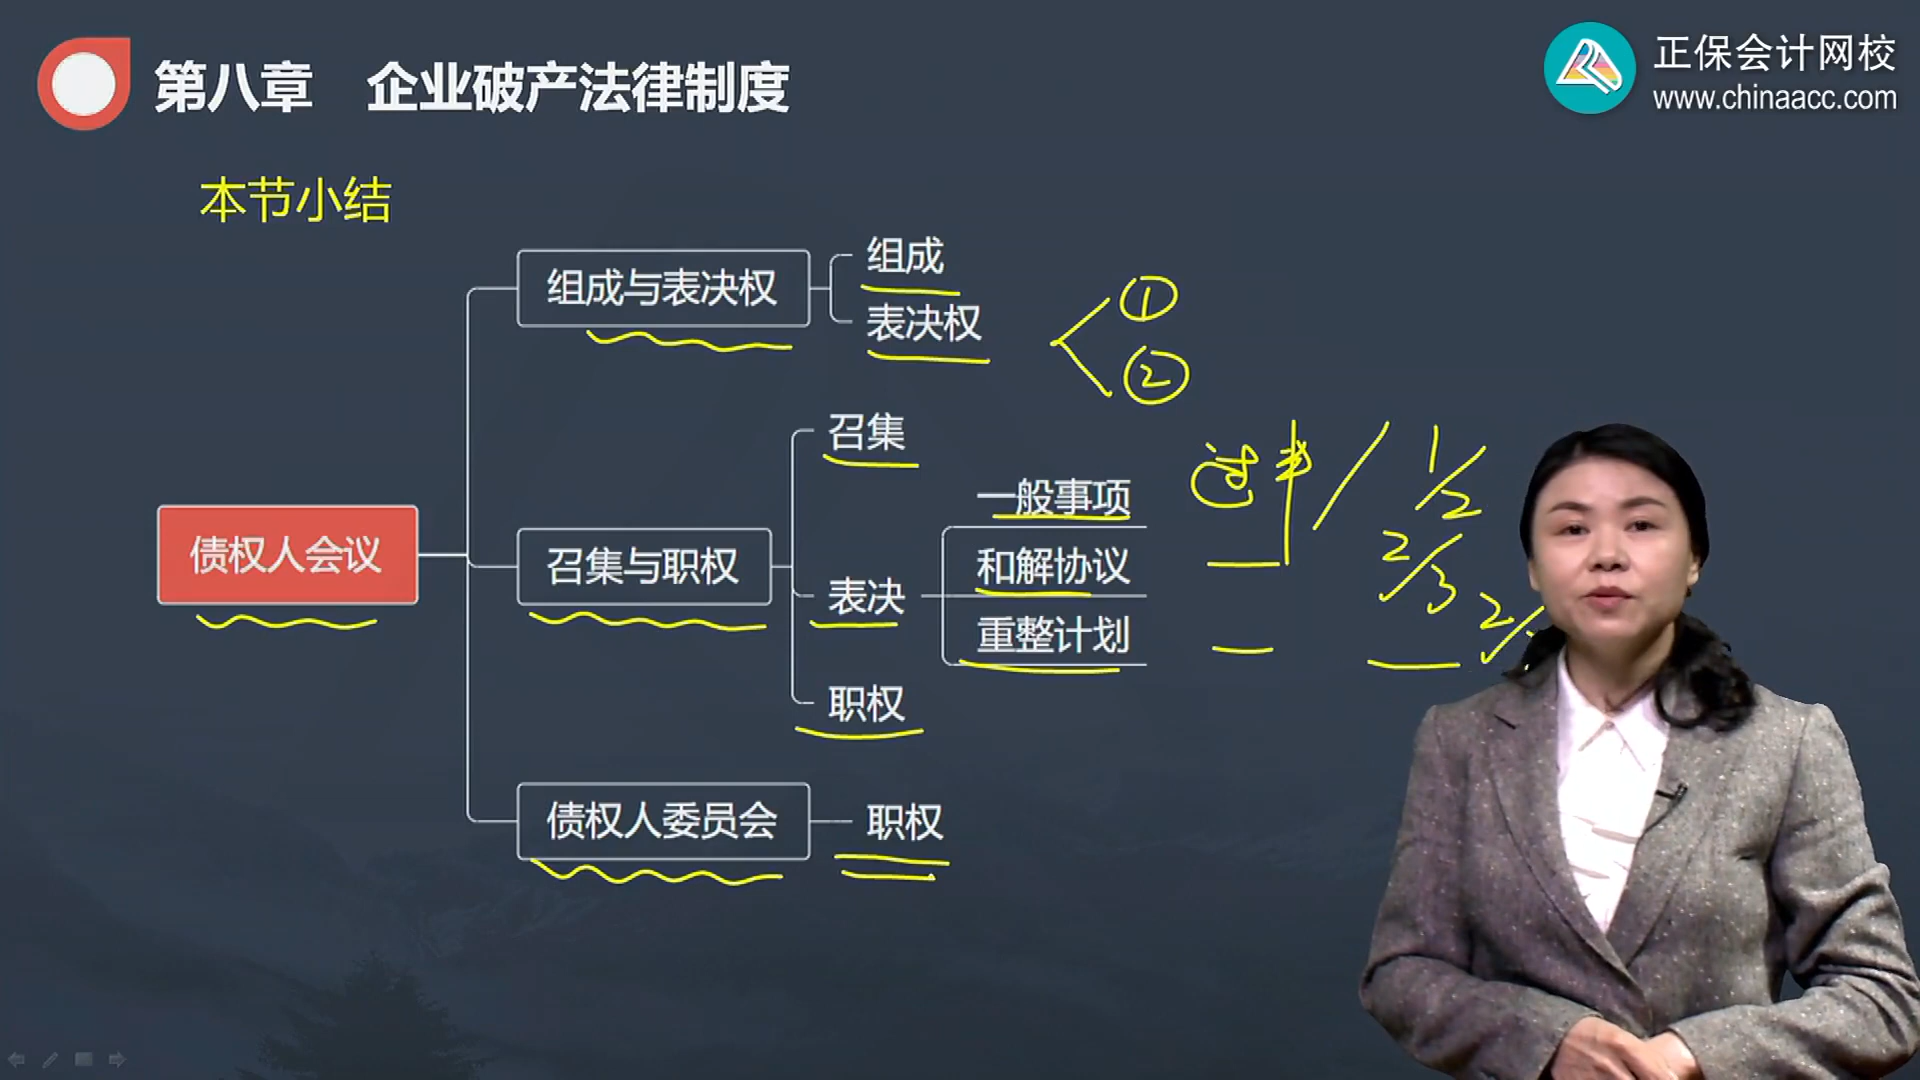 第八章 企业破产法律制度
正保会计网校
www.chinaacc.com
本节小结
债权人会议
组成与表决权
组成
表决权
①
②
召集与职权
召集
表决
一般事项
过半 / 1/2
和解协议
2/3
重整计划
职权
债权人委员会
职权